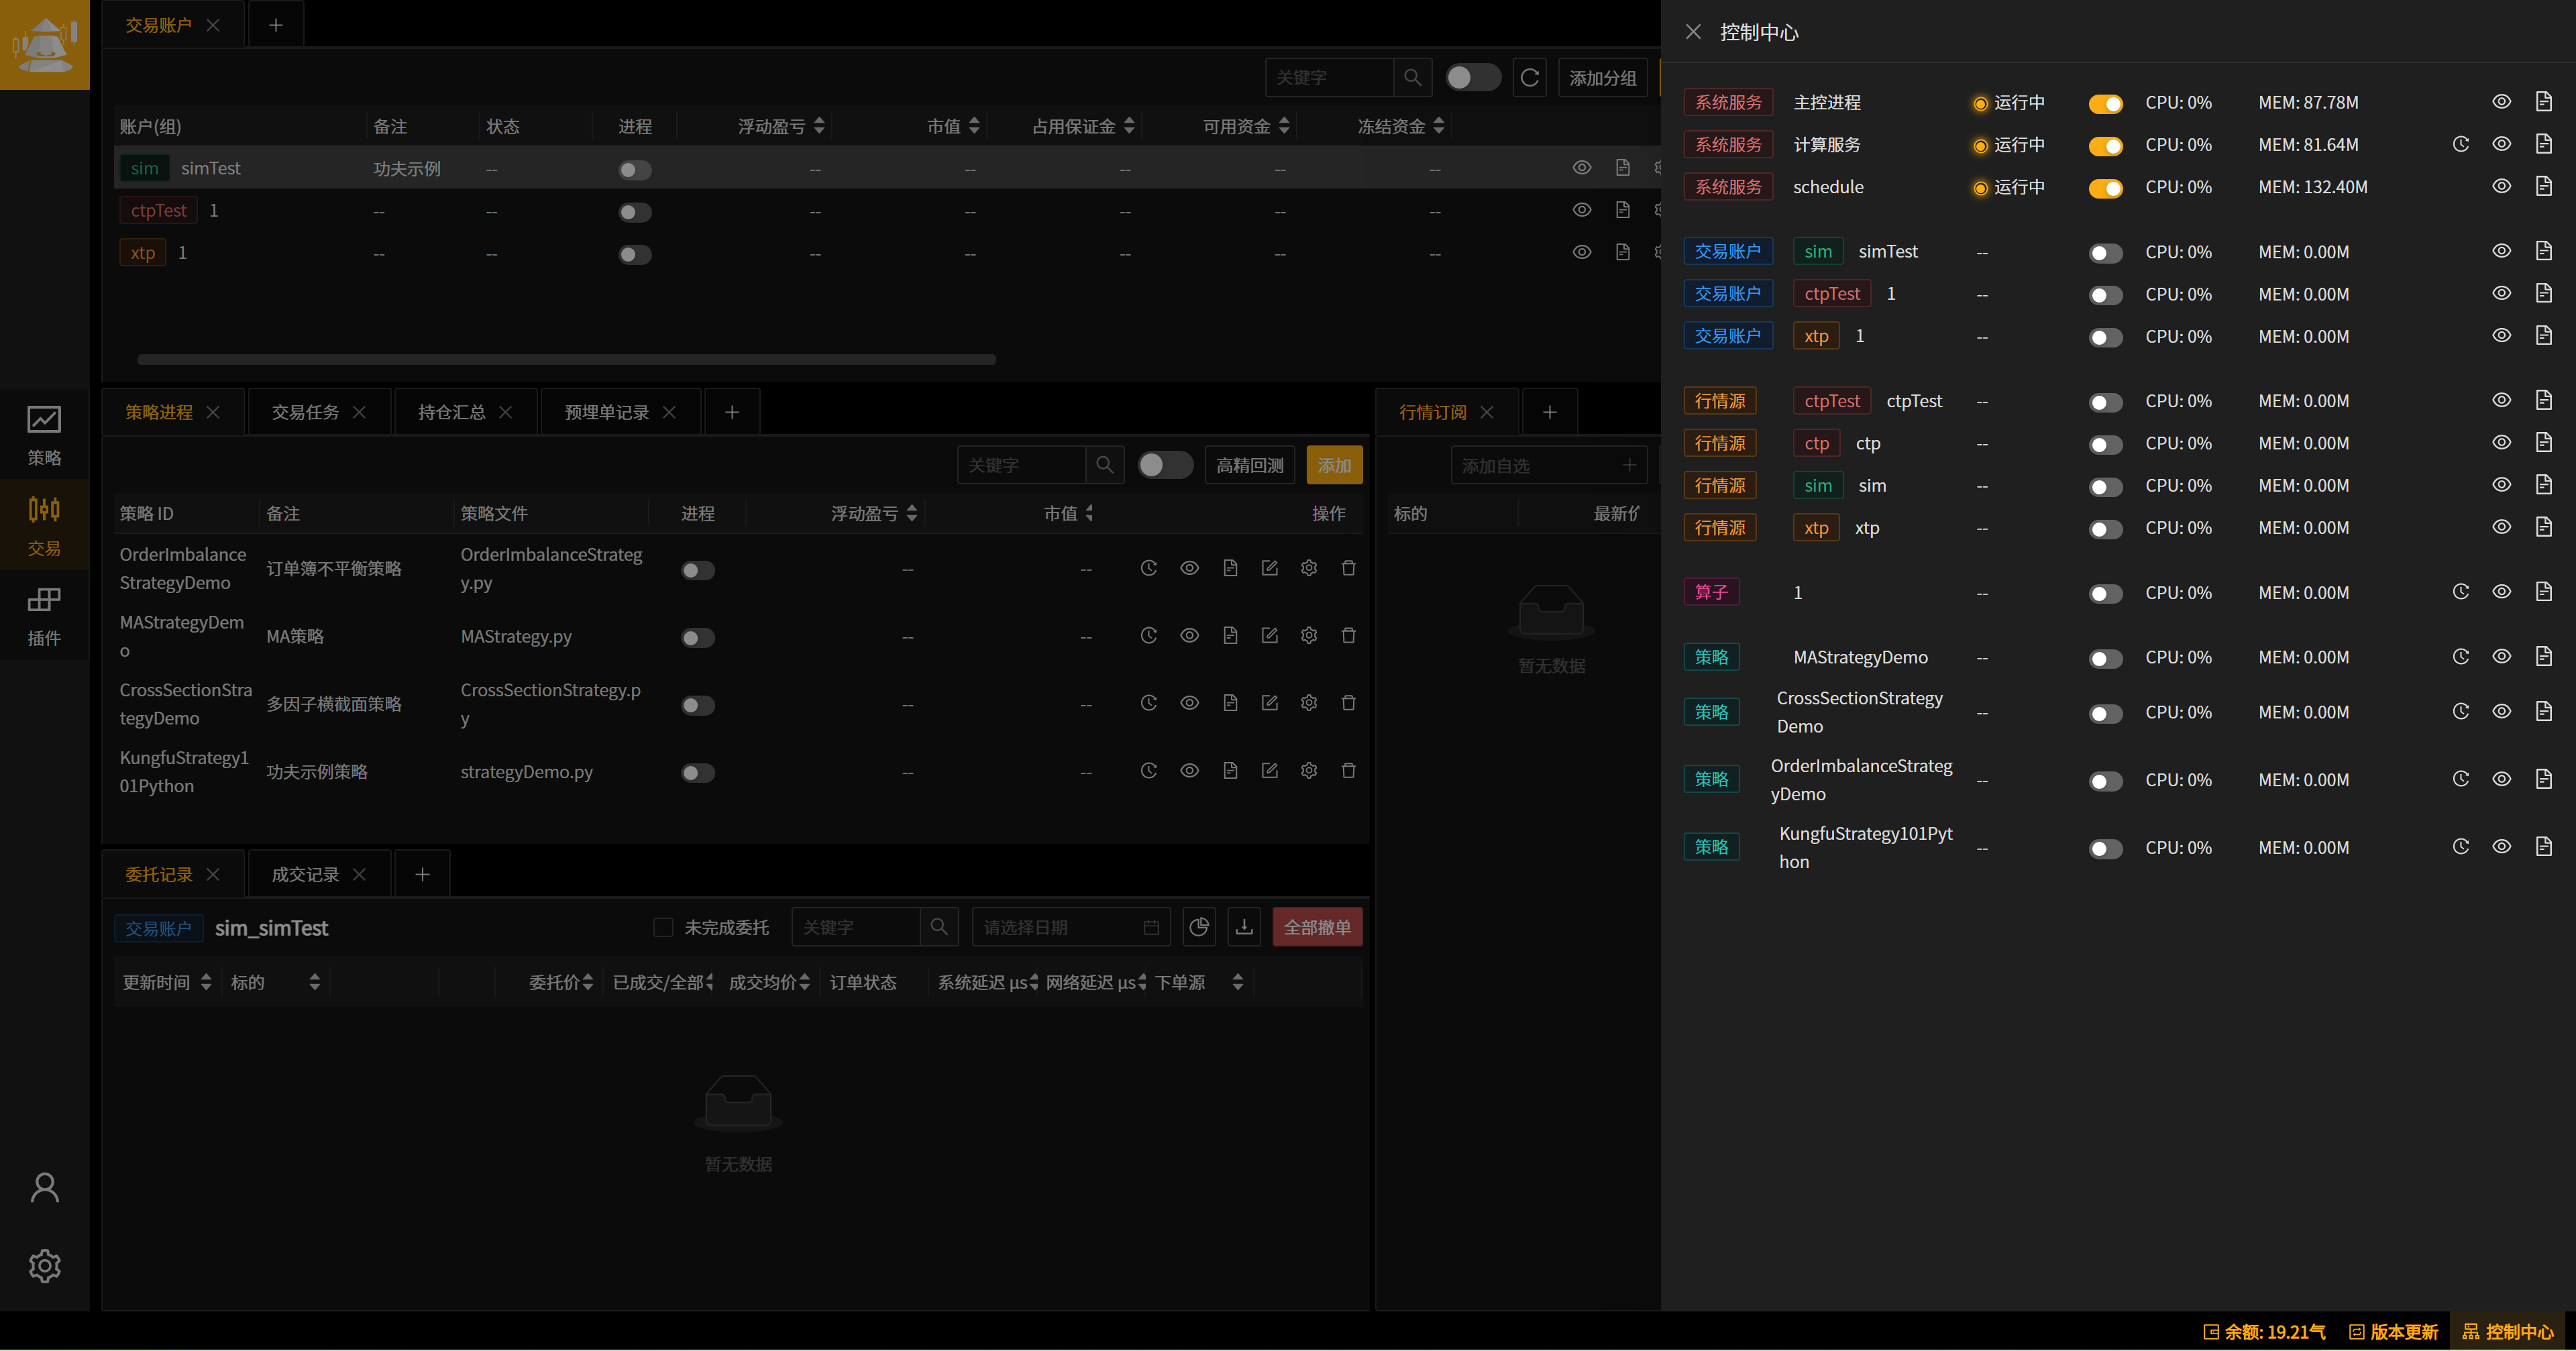 交易账户
关键字
添加分组
账户(组) 备注 状态 进程 浮动盈亏 市值 占用保证金 可用资金 冻结资金
sim simTest 功夫示例 -- -- -- -- -- --
ctpTest 1 -- -- -- -- -- -- --
xtp 1 -- -- -- -- -- -- --
策略
交易
插件
策略进程 交易任务 持仓汇总 预埋单记录
关键字 高精回测 添加
策略 ID 备注 策略文件 进程 浮动盈亏 市值 操作
OrderImbalance
StrategyDemo 订单簿不平衡策略 OrderImbalanceStrateg
y.py -- --
MAStrategyDem
o MA策略 MAStrategy.py -- --
CrossSectionStra
tegyDemo 多因子横截面策略 CrossSectionStrategy.p
y -- --
KungfuStrategy1
01Python 功夫示例策略 strategyDemo.py -- --
行情订阅
添加自选
标的 最新
暂无数据
委托记录 成交记录
交易账户 sim_simTest 未完成委托 关键字 请选择日期 全部撤单
更新时间 标的 委托价 已成交/全部 成交均价 订单状态 系统延迟 μs 网络延迟 μs 下单源
暂无数据
控制中心
系统服务 主控进程 运行中 CPU: 0% MEM: 87.78M
系统服务 计算服务 运行中 CPU: 0% MEM: 81.64M
系统服务 schedule 运行中 CPU: 0% MEM: 132.40M
交易账户 sim simTest -- CPU: 0% MEM: 0.00M
交易账户 ctpTest 1 -- CPU: 0% MEM: 0.00M
交易账户 xtp 1 -- CPU: 0% MEM: 0.00M
行情源 ctpTest ctpTest -- CPU: 0% MEM: 0.00M
行情源 ctp ctp -- CPU: 0% MEM: 0.00M
行情源 sim sim -- CPU: 0% MEM: 0.00M
行情源 xtp xtp -- CPU: 0% MEM: 0.00M
算子 1 -- CPU: 0% MEM: 0.00M
策略 MAStrategyDemo -- CPU: 0% MEM: 0.00M
策略 CrossSectionStrategy
Demo -- CPU: 0% MEM: 0.00M
策略 OrderImbalanceStrateg
yDemo -- CPU: 0% MEM: 0.00M
策略 KungfuStrategy101Pyt
hon -- CPU: 0% MEM: 0.00M
余额: 19.21气 版本更新 控制中心